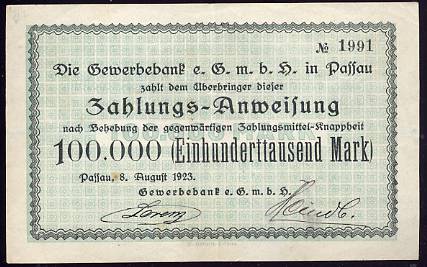 № 1991
Die Gewerbebank e. G. m. b. H. in Passau
zahlt dem Überbringer dieser
Zahlungs-Anweisung
nach Behebung der gegenwärtigen Zahlungsmittel-Knappheit
100.000 (Einhunderttausend Mark)
Passau, 8. August 1923.
Gewerbebank e. G. m. b. H.